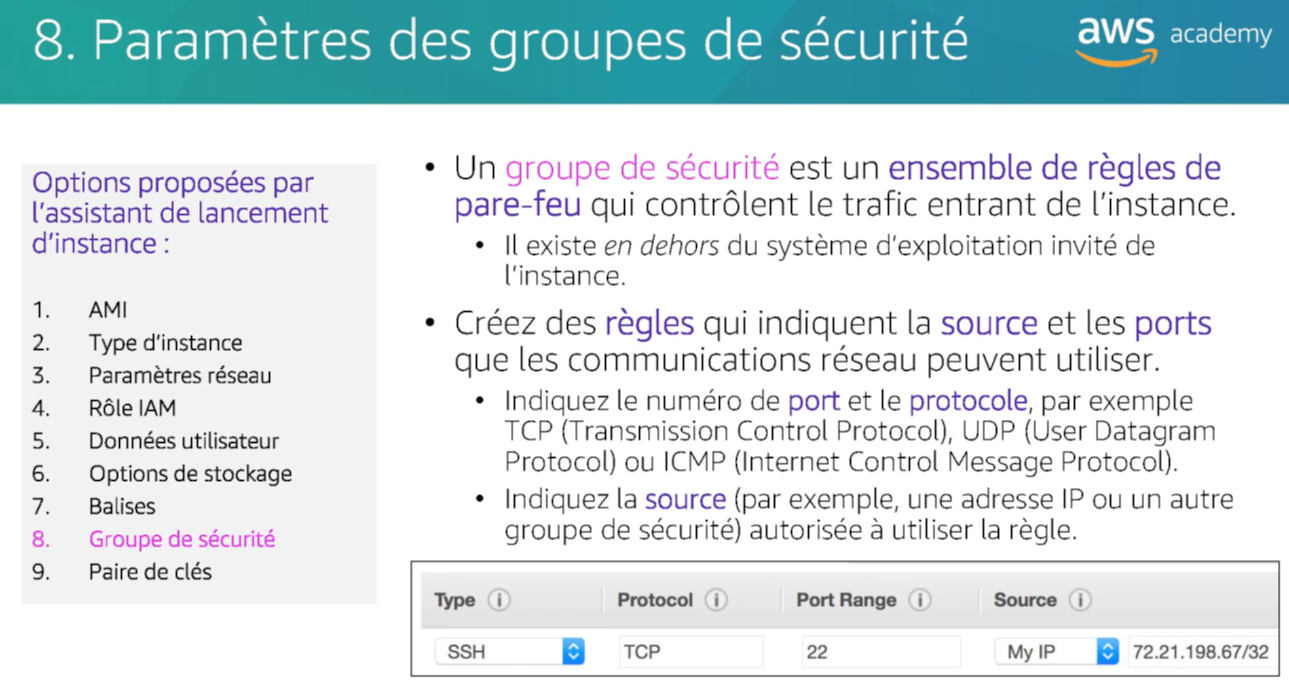 8. Paramètres des groupes de sécurité
aws academy
Options proposées par
l'assistant de lancement
d'instance :
1. AMI
2. Type d'instance
3. Paramètres réseau
4. Rôle IAM
5. Données utilisateur
6. Options de stockage
7. Balises
8. Groupe de sécurité
9. Paire de clés
• Un groupe de sécurité est un ensemble de règles de
pare-feu qui contrôlent le trafic entrant de l'instance.
• Il existe en dehors du système d'exploitation invité de
l'instance.
• Créez des règles qui indiquent la source et les ports
que les communications réseau peuvent utiliser.
• Indiquez le numéro de port et le protocole, par exemple
TCP (Transmission Control Protocol), UDP (User Datagram
Protocol) ou ICMP (Internet Control Message Protocol).
• Indiquez la source (par exemple, une adresse IP ou un autre
groupe de sécurité) autorisée à utiliser la règle.
Type i Protocol i Port Range i Source i
SSH TCP 22 My IP 72.21.198.67/32